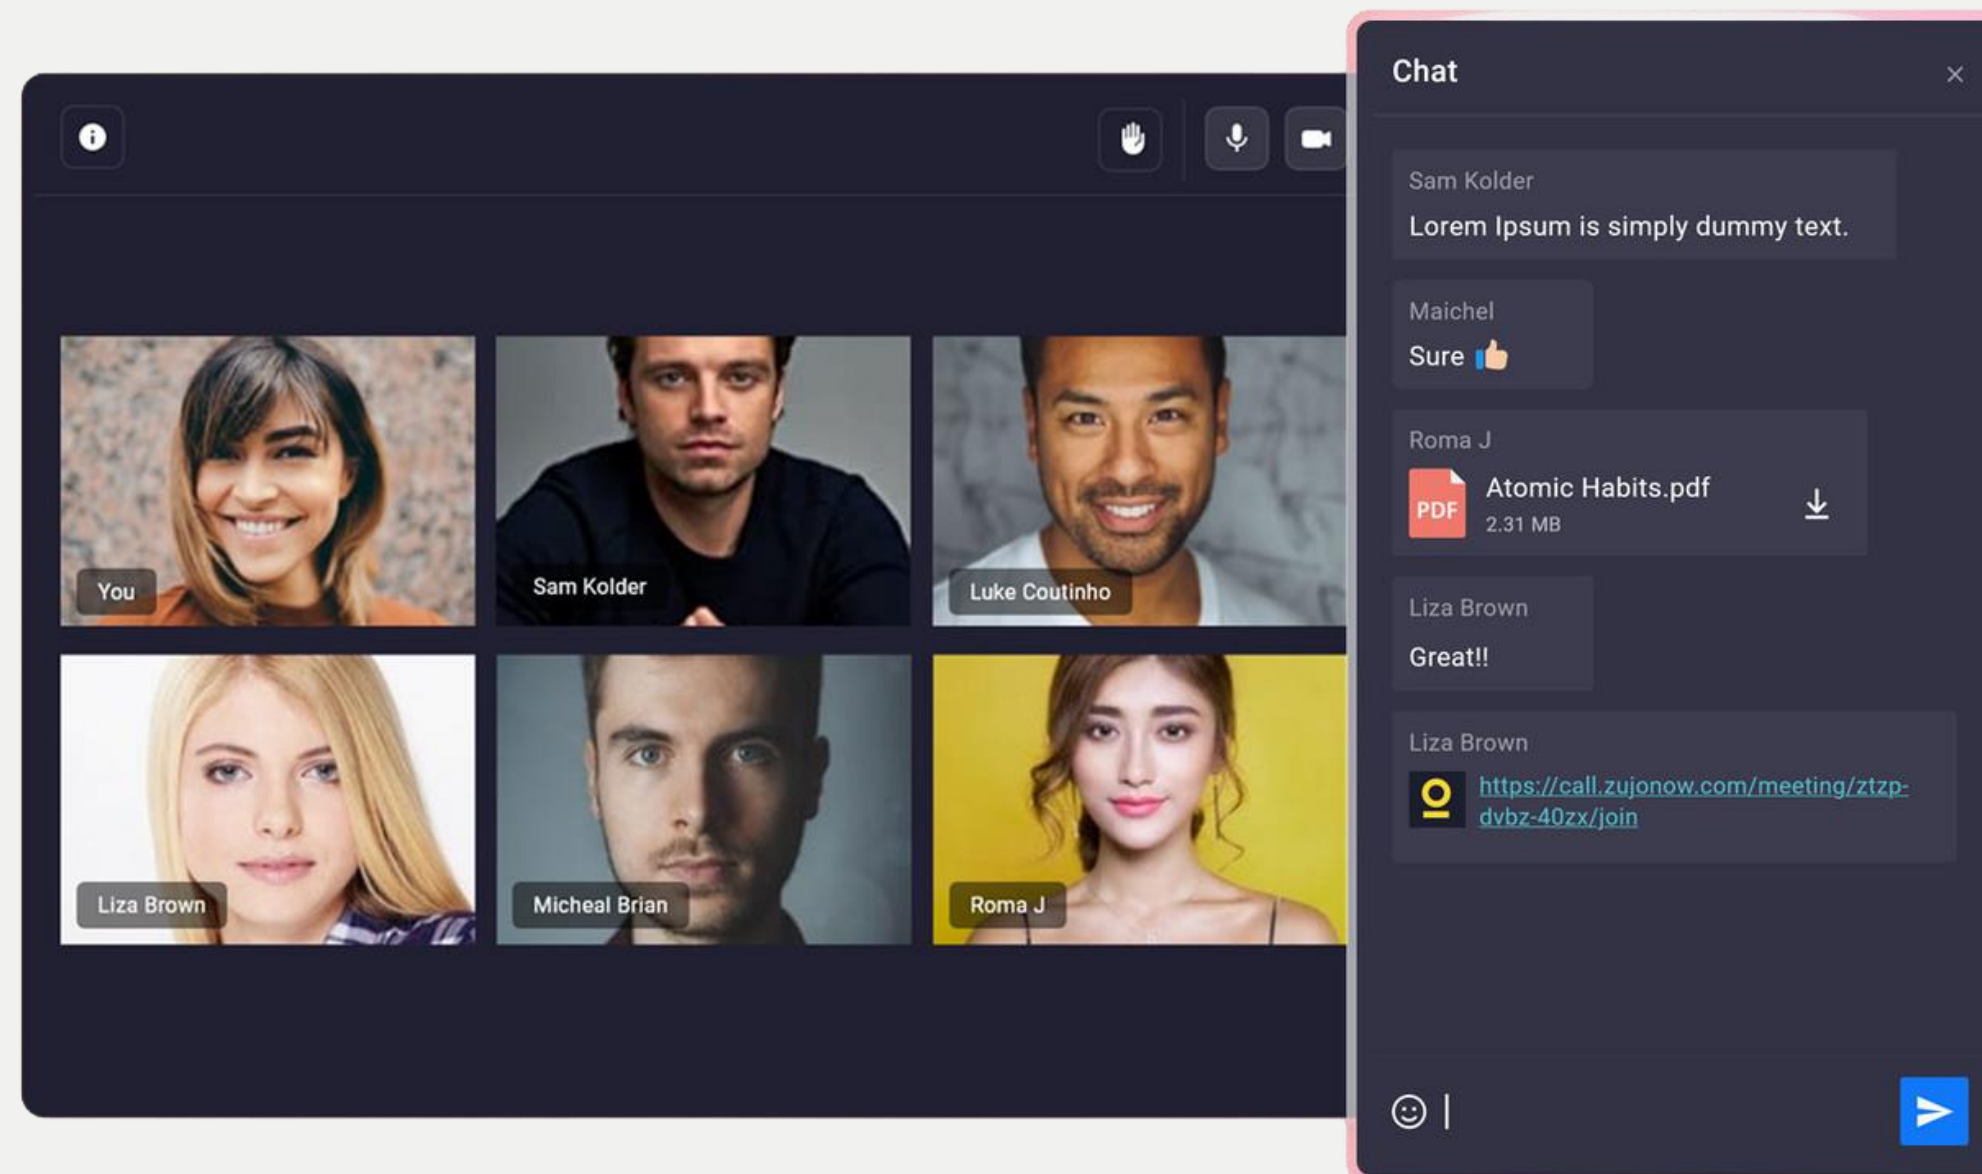 You
Sam Kolder
Luke Coutinho
Liza Brown
Micheal Brian
Roma J
Chat
Sam Kolder
Lorem Ipsum is simply dummy text.
Maichel
Sure 👍🏼
Roma J
PDF
Atomic Habits.pdf
2.31 MB
Liza Brown
Great!!
Liza Brown
https://call.zujonow.com/meeting/ztzp-
dvbz-40zx/join